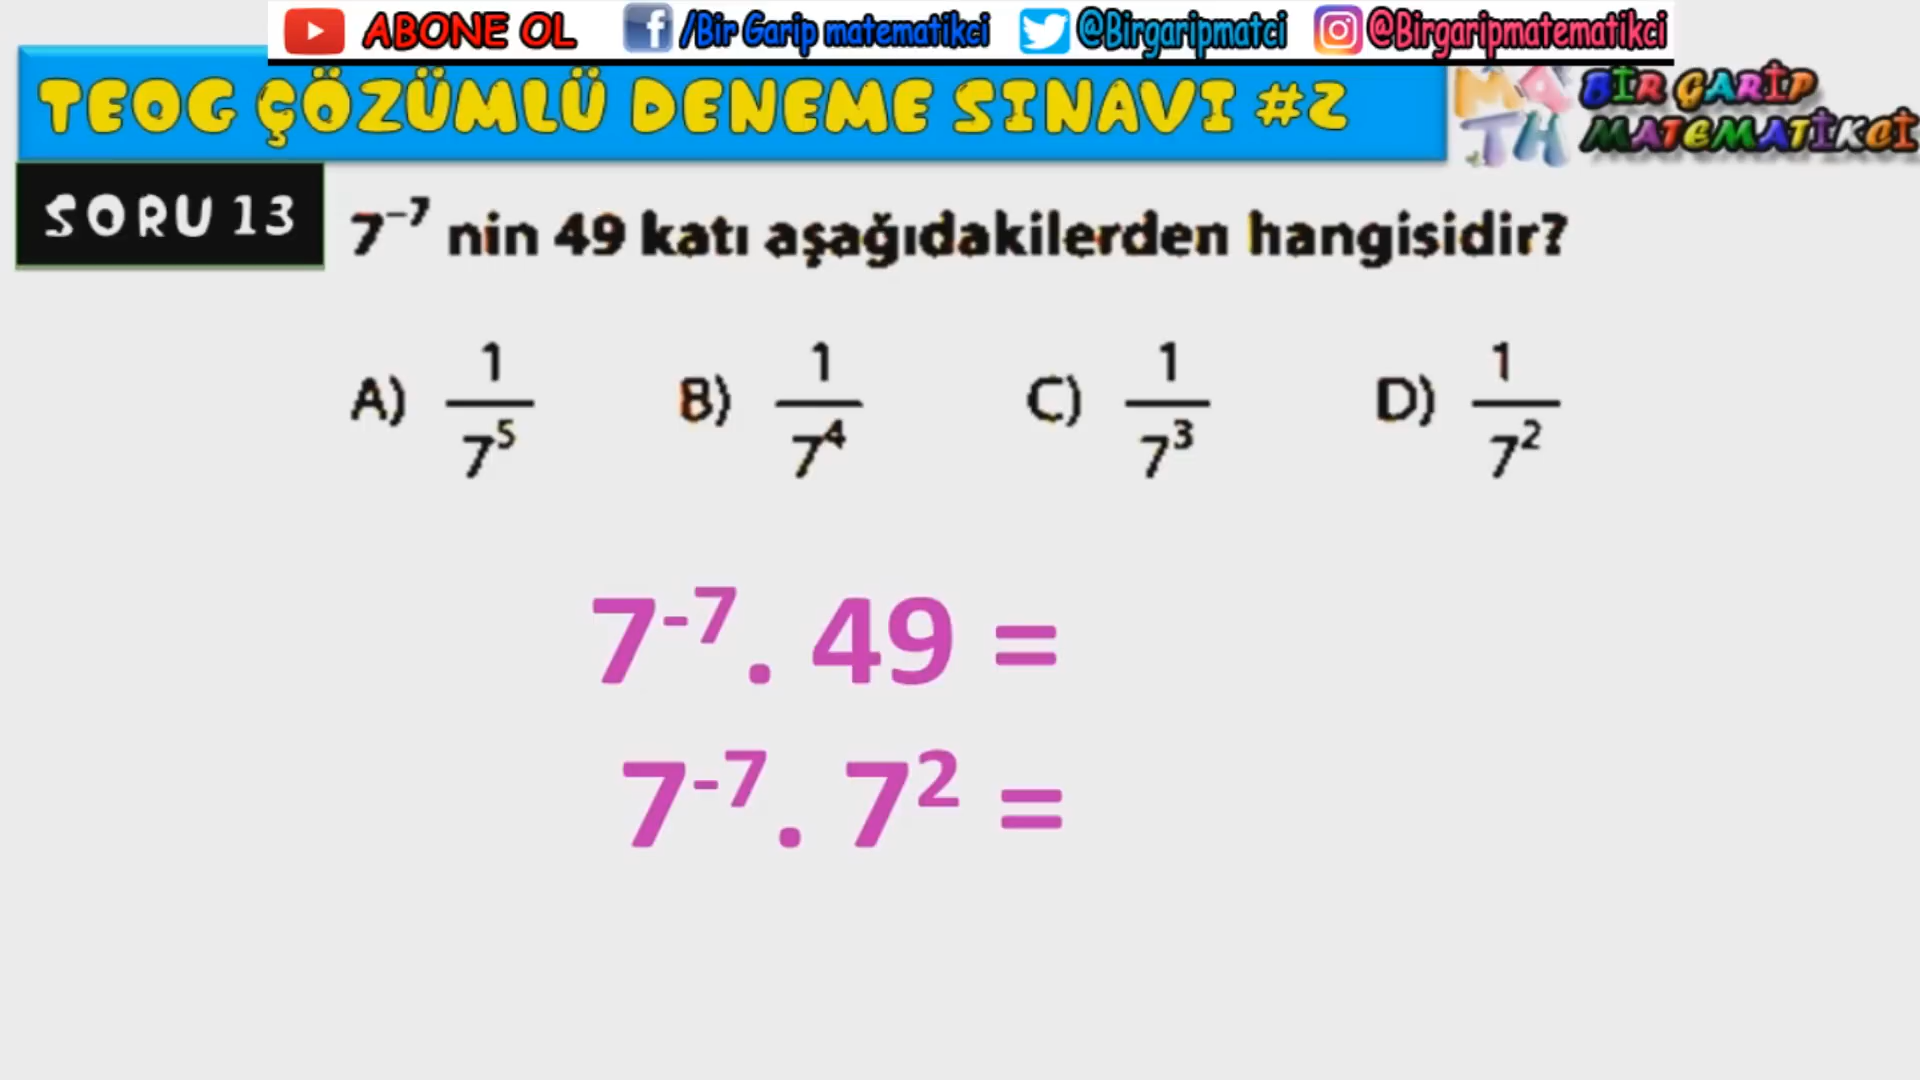 ABONE OL /Bir Garip matematikci @Birgaripmatci @Birgaripmatematikci
TEOG ÇÖZÜMLÜ DENEME SINAVI #2
MATH BİR GARİP
MATEMATİKCİ
SORU 13 7⁻⁷ nin 49 katı aşağıdakilerden hangisidir?
A) 1/7⁵ B) 1/7⁴ C) 1/7³ D) 1/7²
7⁻⁷. 49 =
7⁻⁷. 7² =